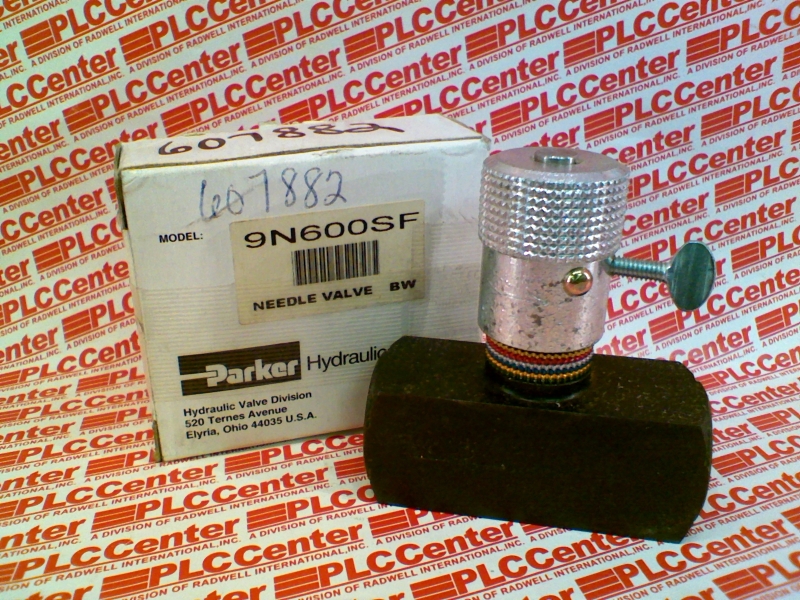 607882
607882
MODEL:
9N600SF
NEEDLE VALVE BW
Parker Hydraulic
Hydraulic Valve Division
520 Ternes Avenue
Elyria, Ohio 44035 U.S.A.
PLCCenter
A DIVISION OF RADWELL INTERNATIONAL, INC.